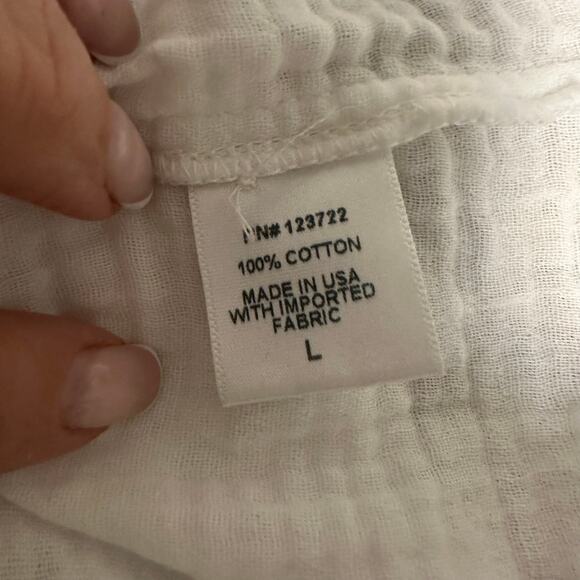 RN# 123722
100% COTTON
MADE IN USA
WITH IMPORTED
FABRIC
L